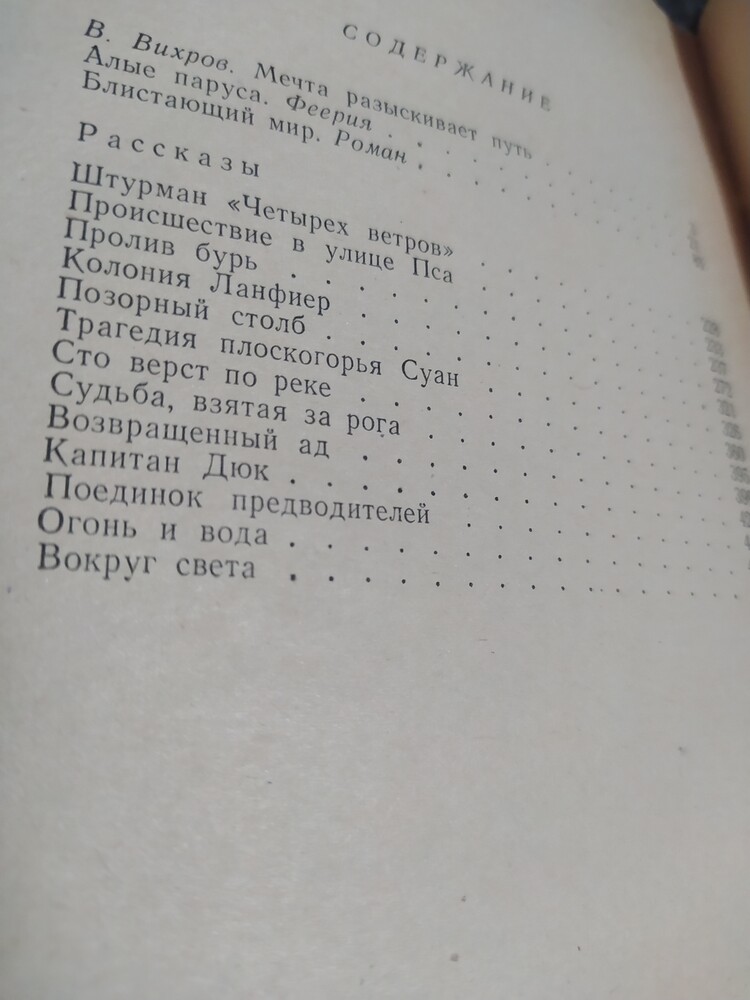 СОДЕРЖАНИЕ
В. Вихров. Мечта разыскивает путь
Алые паруса. Феерия
Блистающий мир. Роман
Рассказы
Штурман «Четырех ветров»
Происшествие в улице Пса
Пролив бурь
Колония Ланфиер
Позорный столб
Трагедия плоскогорья Суан
Сто верст по реке
Судьба, взятая за рога
Возвращенный ад
Капитан Дюк
Поединок предводителей
Огонь и вода
Вокруг света